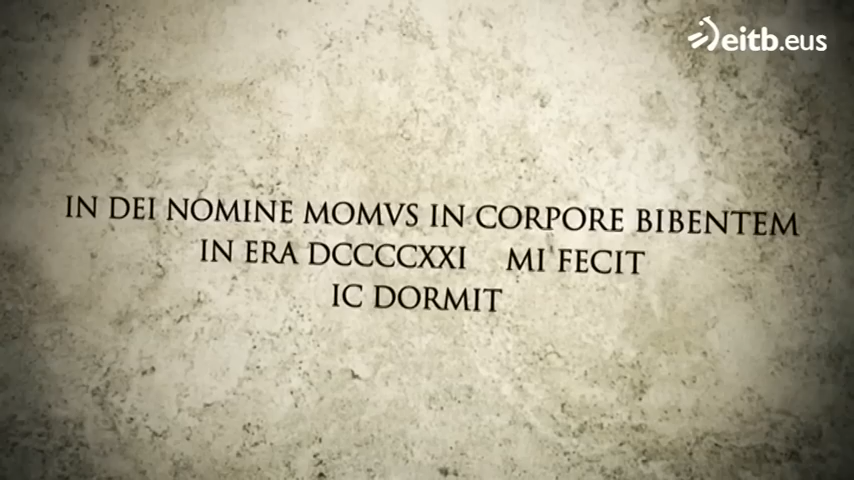 eitb.eus
IN DEI NOMINE MOMVS IN CORPORE BIBENTEM
IN ERA DCCCCXXI MI FECIT
IC DORMIT